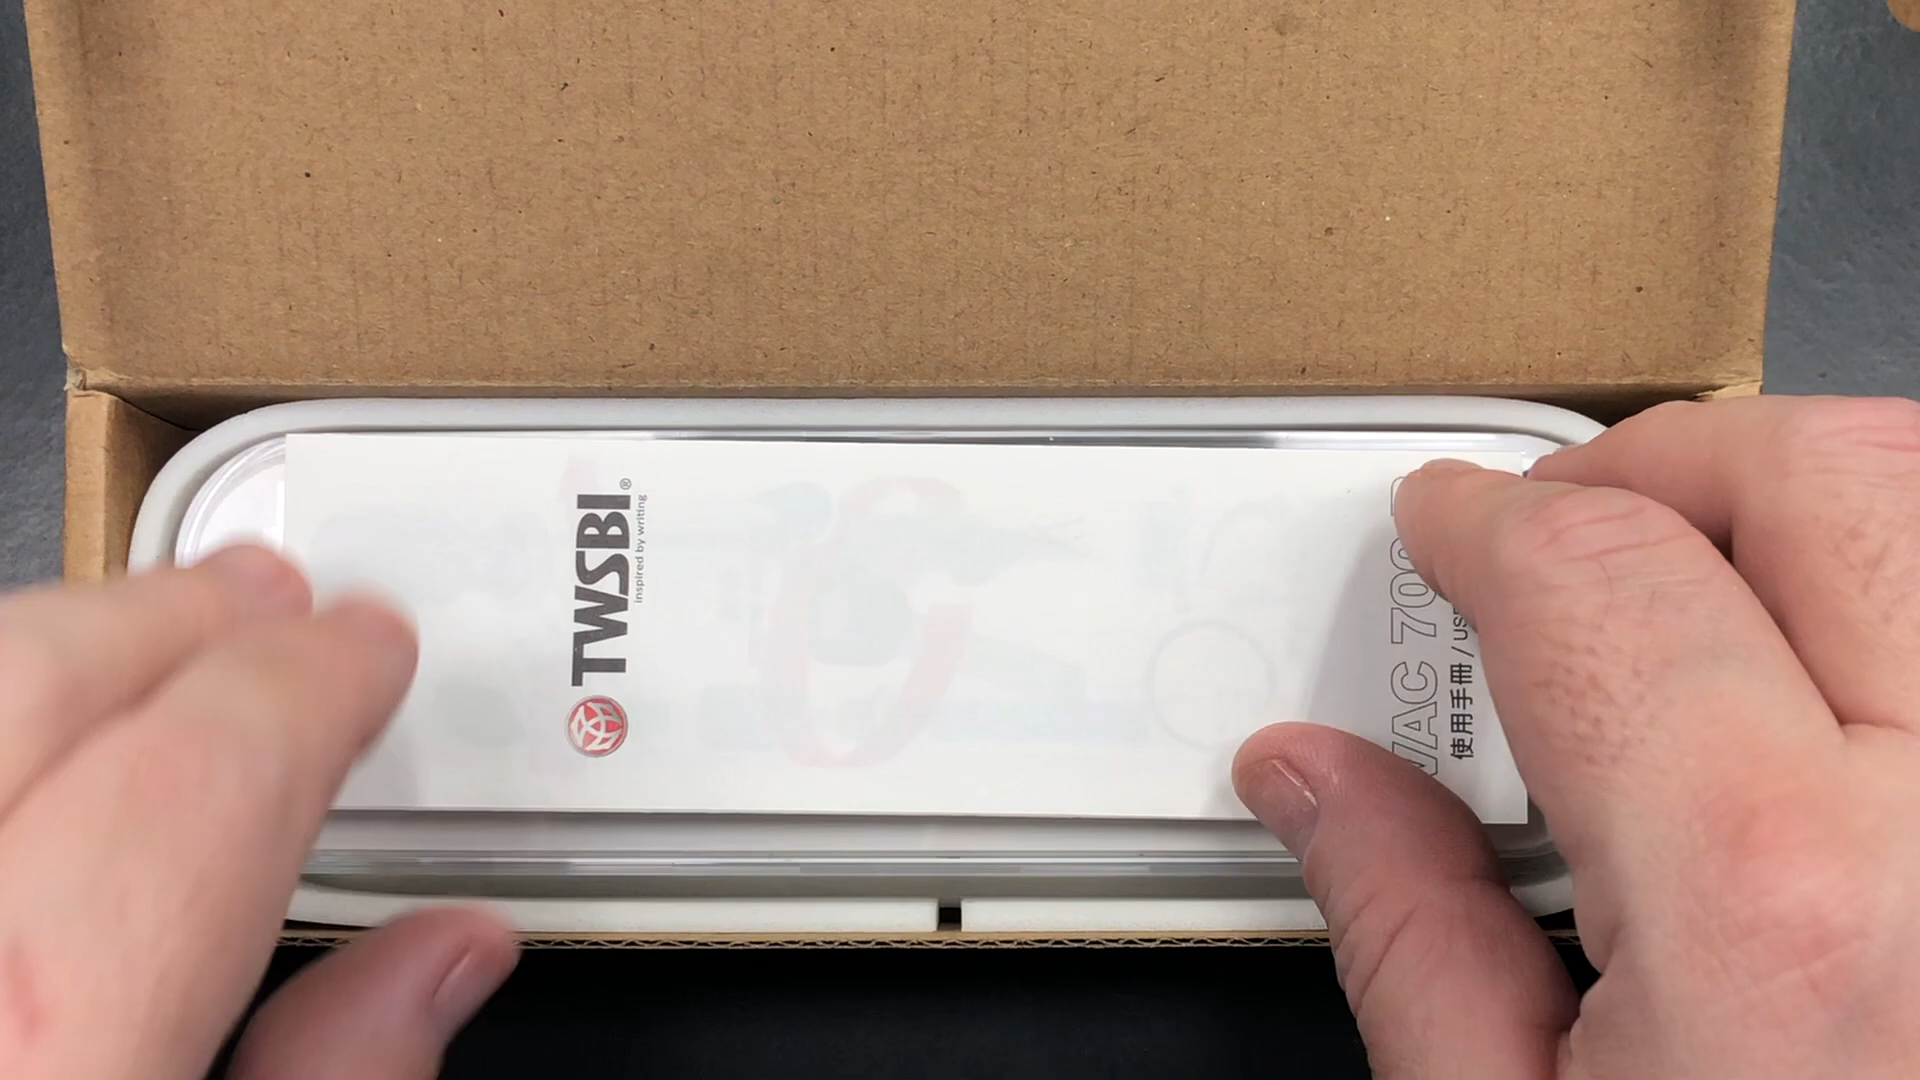 TWSBI®
inspired by writing
VAC 700
使用手冊 / US